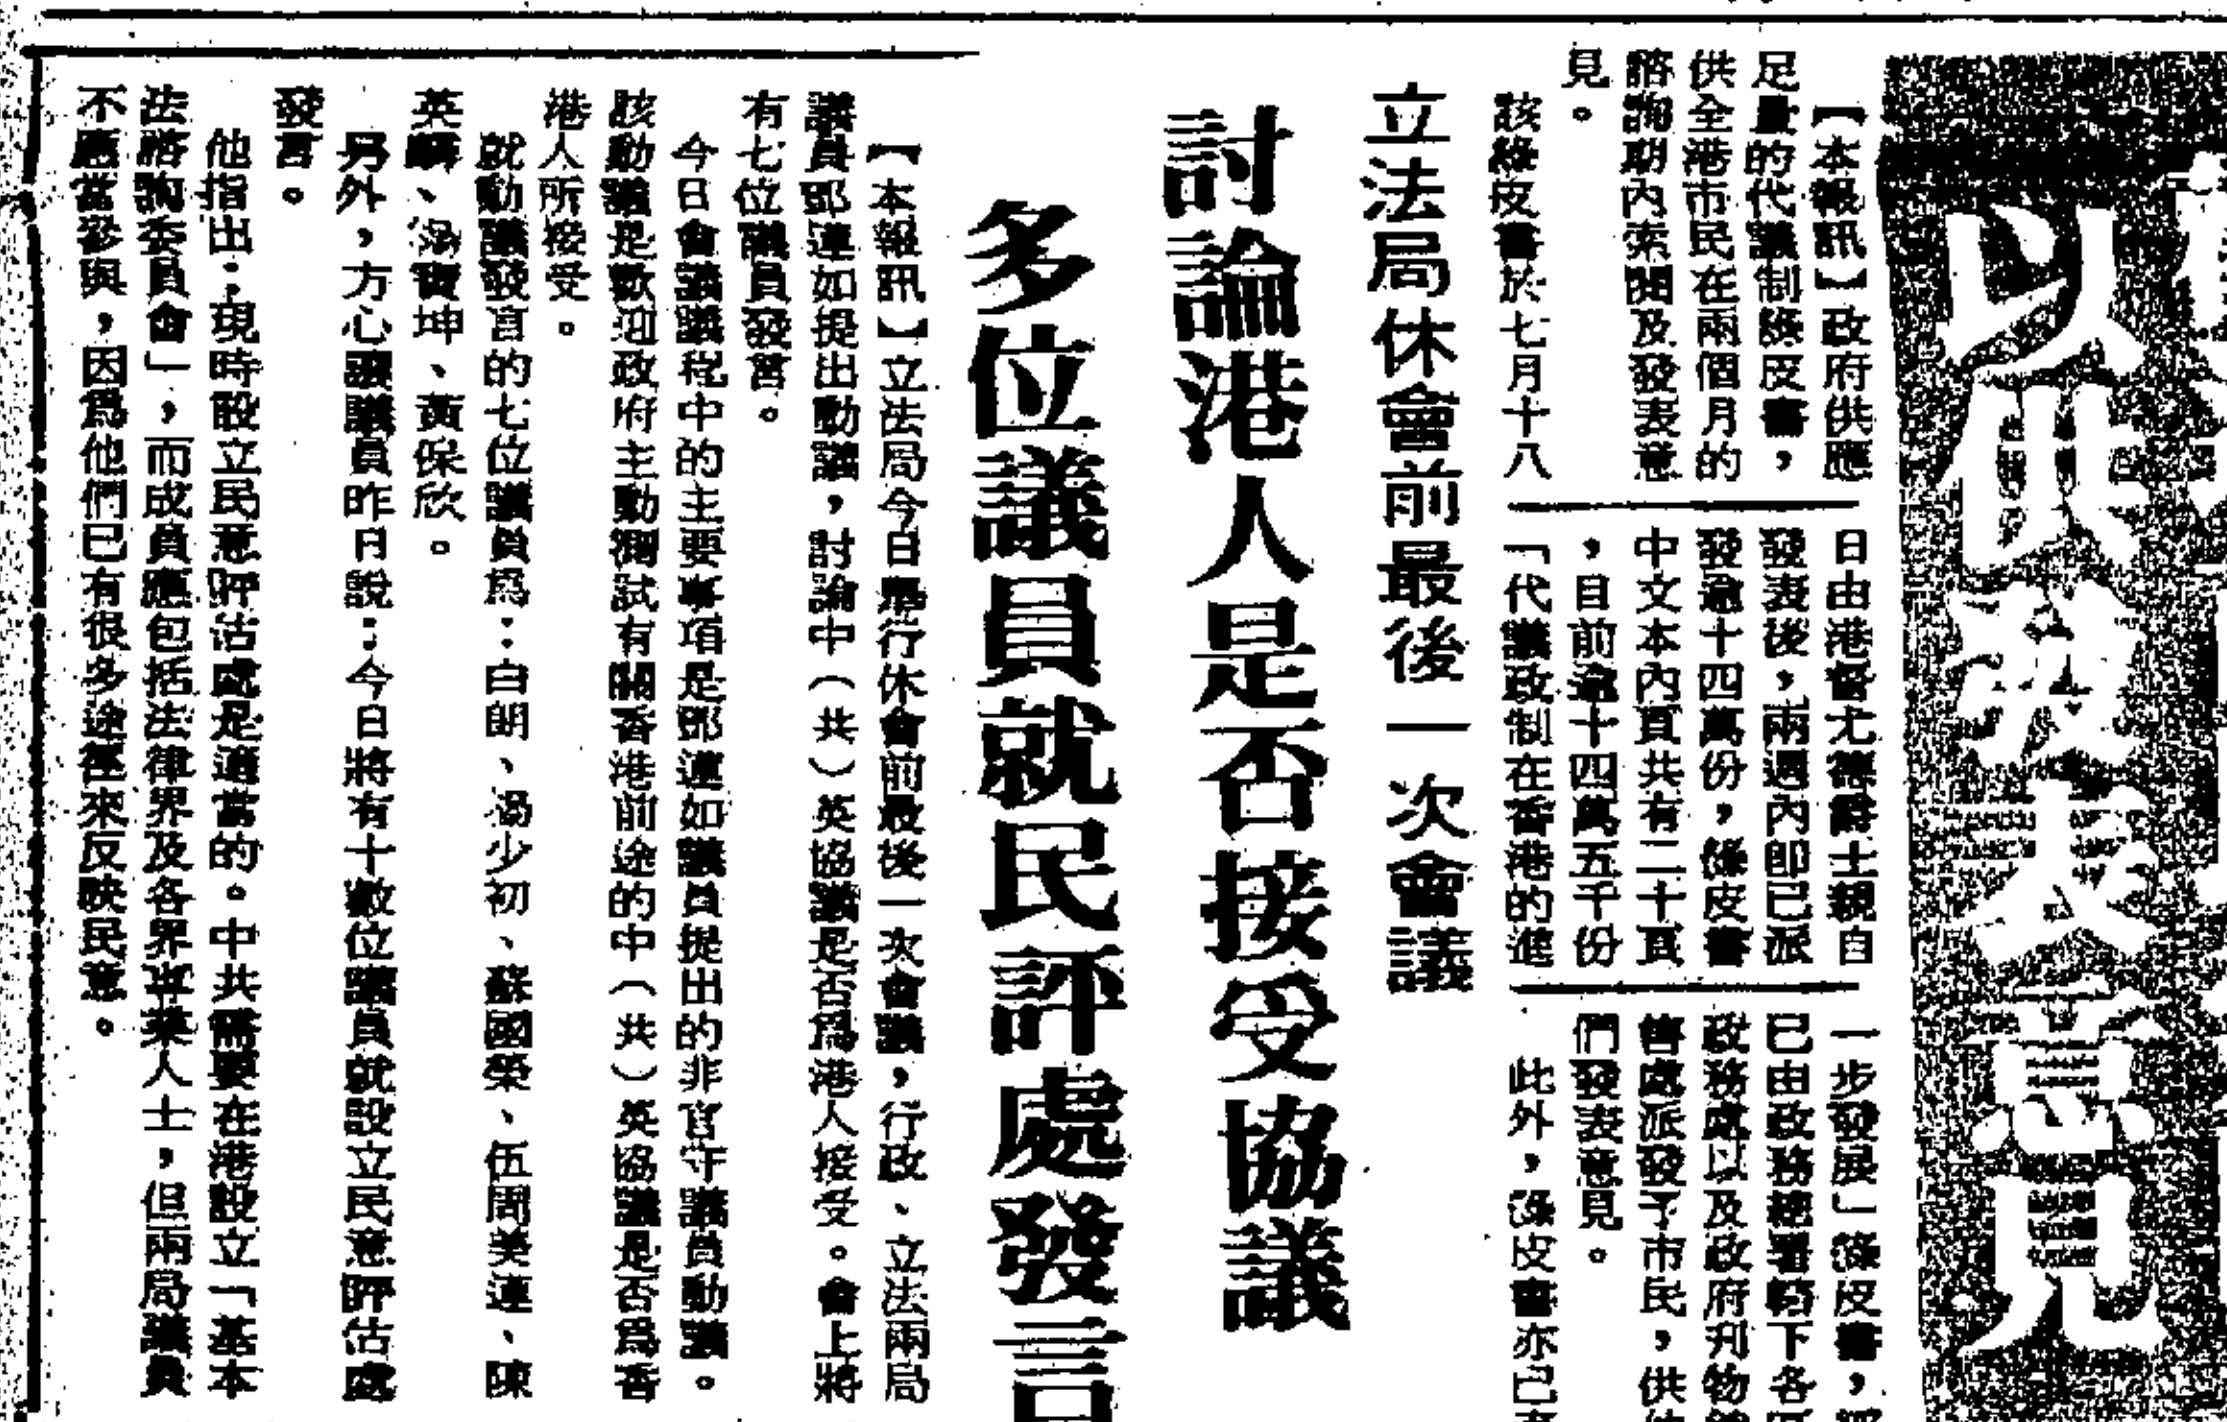 以供發表意見
【本報訊】政府供應
足量的代議制綠皮書，
供全港市民在兩個月的
諮詢期內索閱及發表意
見。
該綠皮書於七月十八
日由港督尤德爵士親自
發表後，兩週內即已派
發逾十四萬份，綠皮書
中文本內頁共有二十頁
，目前逾十四萬五千份
「代議政制在香港的進
一步發展」綠皮書，
已由政務總署轄下各
政務處以及政府刊物
售處派發予市民，供
們發表意見。
此外，綠皮書亦已
立法局休會前最後一次會議
討論港人是否接受協議
多位議員就民評處發言
【本報訊】立法局今日應行休會前最後一次會議，行政、立法兩局
議員鄧蓮如提出動議，討論中（共）英協議是否爲港人接受。會上將
有七位議員發言。
今日會議議程中的主要事項是鄧蓮如議員提出的非官守議員動議。
該動議是歡迎政府主動測試有關香港前途的中（共）英協議是否爲香
港人所接受。
就動議發言的七位議員爲：白朗、湯少初、蘇國榮、伍周美蓮、陳
英麟、湯寶坤、黃保欣。
另外，方心讓議員昨日說：今日將有十數位議員就設立民意評估處
發言。
他指出：現時設立民意評估處是適當的。中共需要在港設立「基本
法諮詢委員會」，而成員應包括法律界及各界專業人士，但兩局議員
不應當參與，因爲他們已有很多途徑來反映民意。